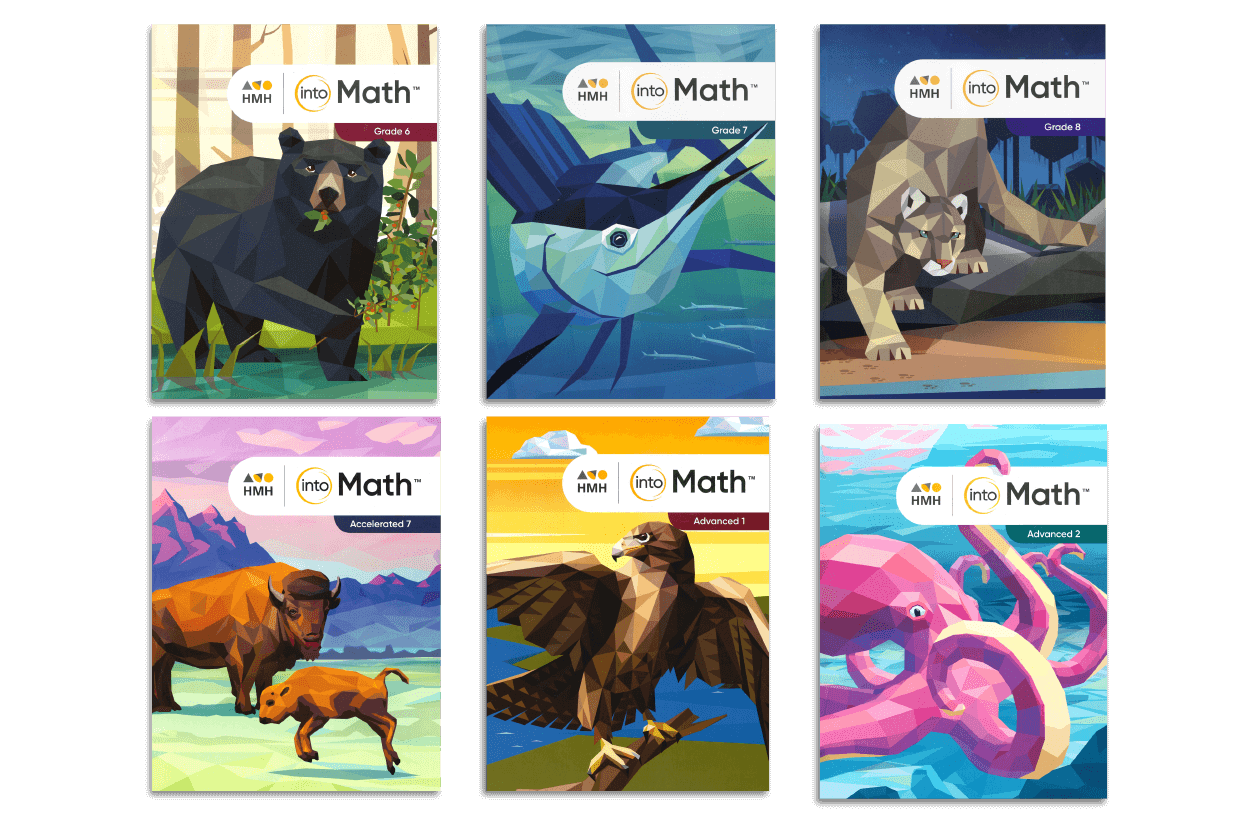 HMH
into Math™
Grade 6
HMH
into Math™
Grade 7
HMH
into Math™
Grade 8
HMH
into Math™
Accelerated 7
HMH
into Math™
Advanced 1
HMH
into Math™
Advanced 2